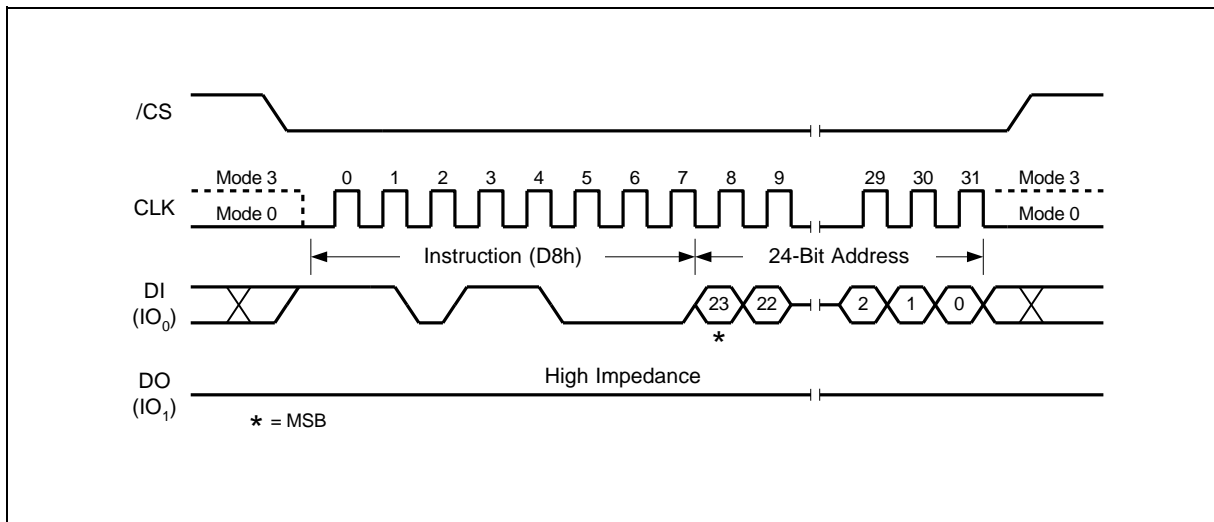 /CS
Mode 3 0 1 2 3 4 5 6 7 8 9 29 30 31 Mode 3
CLK
Mode 0 Mode 0
Instruction (D8h) 24-Bit Address
DI
(IO0) 23 22 2 1 0
*
DO High Impedance
(IO1)
* = MSB